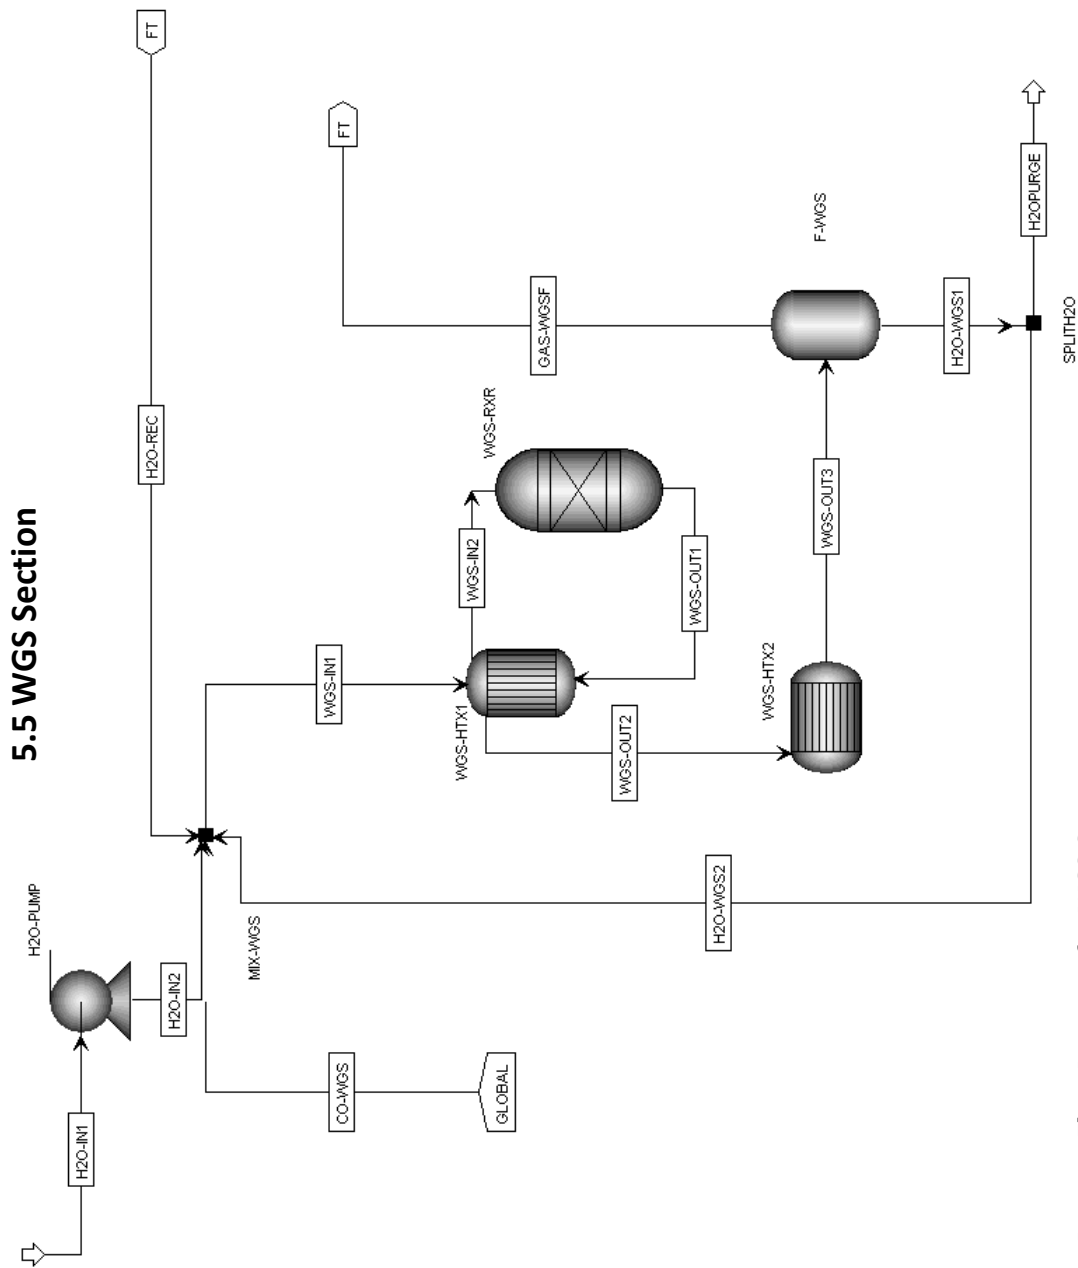 5.5 WGS Section
H2O-IN1
H2O-PUMP
H2O-IN2
CO-WGS
GLOBAL
MIX-WGS
H2O-REC
FT
WGS-IN1
WGS-HTX1
WGS-IN2
WGS-RXR
WGS-OUT1
WGS-OUT2
WGS-HTX2
WGS-OUT3
F-WGS
GAS-WGSF
FT
H2O-WGS1
SPLITH2O
H2OPURGE
H2O-WGS2